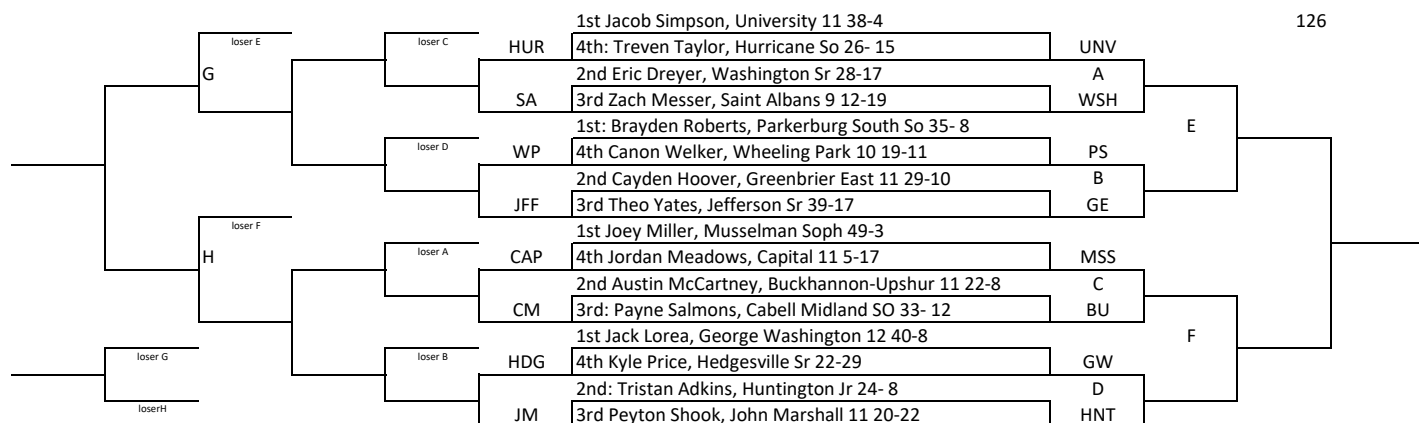 1st Jacob Simpson, University 11 38-4 126
loser E loser C HUR 4th: Treven Taylor, Hurricane So 26- 15 UNV
G 2nd Eric Dreyer, Washington Sr 28-17 A
SA 3rd Zach Messer, Saint Albans 9 12-19 WSH
1st: Brayden Roberts, Parkerburg South So 35- 8 E
loser D WP 4th Canon Welker, Wheeling Park 10 19-11 PS
2nd Cayden Hoover, Greenbrier East 11 29-10 B
JFF 3rd Theo Yates, Jefferson Sr 39-17 GE
loser F 1st Joey Miller, Musselman Soph 49-3
H loser A CAP 4th Jordan Meadows, Capital 11 5-17 MSS
2nd Austin McCartney, Buckhannon-Upshur 11 22-8 C
CM 3rd: Payne Salmons, Cabell Midland SO 33- 12 BU
1st Jack Lorea, George Washington 12 40-8 F
loser G loser B HDG 4th Kyle Price, Hedgesville Sr 22-29 GW
2nd: Tristan Adkins, Huntington Jr 24- 8 D
loserH JM 3rd Peyton Shook, John Marshall 11 20-22 HNT